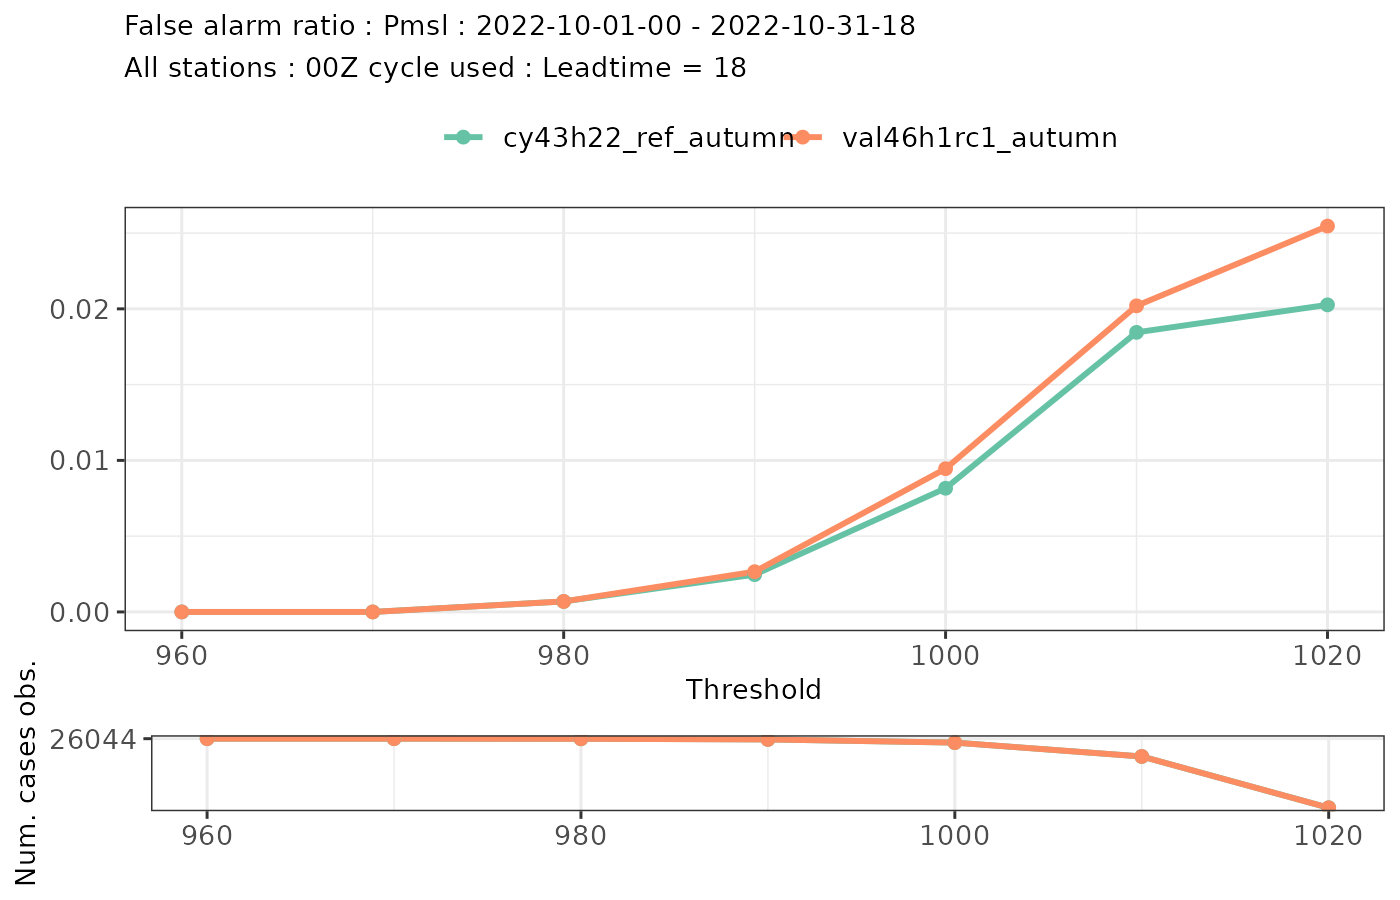 False alarm ratio : Pmsl : 2022-10-01-00 - 2022-10-31-18
All stations : 00Z cycle used : Leadtime = 18
cy43h22_ref_autumn val46h1rc1_autumn
0.02
0.01
0.00
960 980 1000 1020
Threshold
Num. cases obs.
26044
960 980 1000 1020